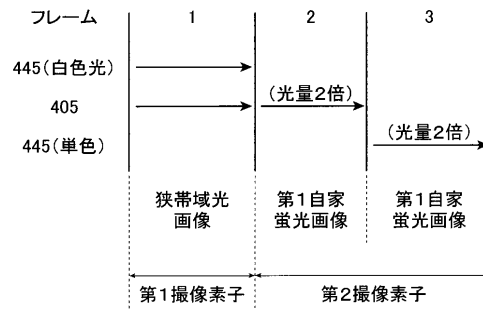 フレーム 1 2 3
445(白色光)
405 (光量2倍)
445(単色) (光量2倍)
狭帯域光 第1自家 第1自家
画像 蛍光画像 蛍光画像
第1撮像素子 第2撮像素子